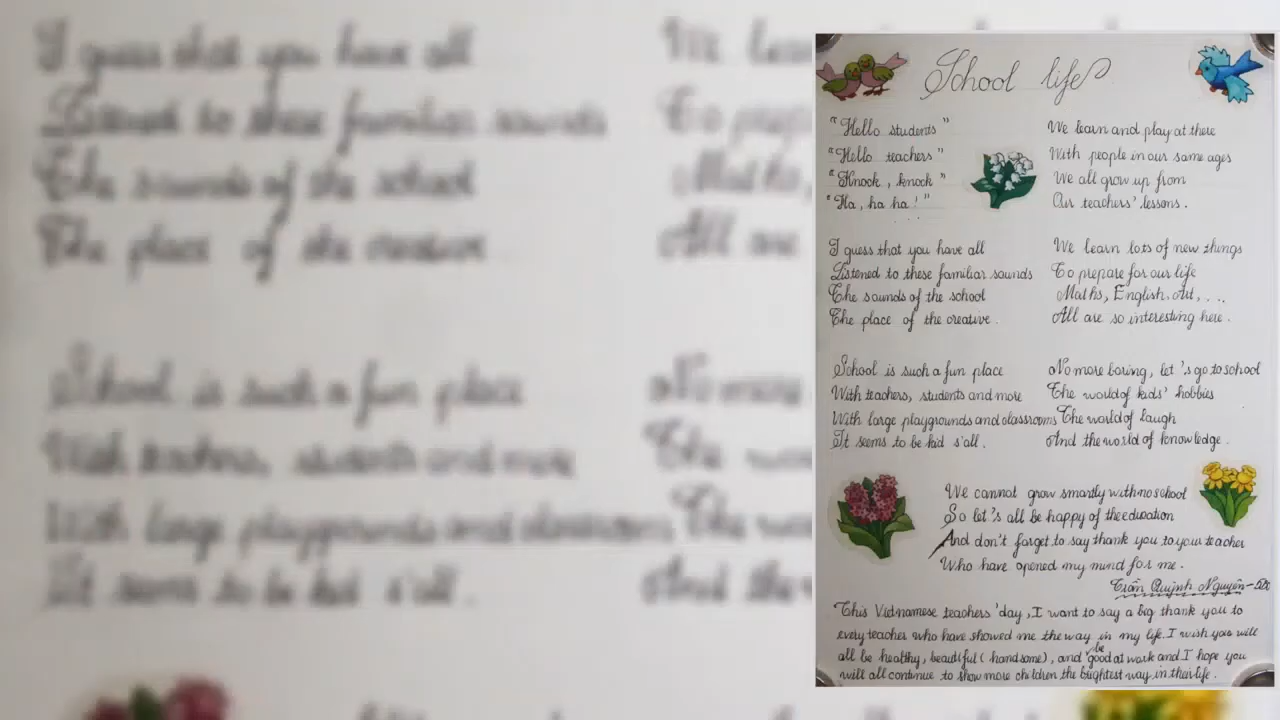 School life
"Hello students"
"Hello teachers"
"Knock, knock"
"Ha, ha ha!"
I guess that you have all
Listened to these familiar sounds
The sounds of the school
The place of the creative.
School is such a fun place
With teachers, students and more
With large playgrounds and classrooms
It seems to be kid s'all.
We learn and play at there
With people in our same ages
We all grow up from
Our teachers' lessons.
We learn lots of new things
To prepare for our life
Maths, English, Art, ...
All are so interesting here.
No more boring, let's go to school
The world of kids' hobbies
The world of laugh
And the world of knowledge.
We cannot grow smartly with no school
So let's all be happy of the education
And don't forget to say thank you to your teacher
Who have opened my mind for me.
Trần Quỳnh Nguyên -
This Vietnamese teachers' day, I want to say a big thank you to
every teacher who have showed me the way in my life. I wish you will
all be healthy, beautiful (handsome), and be good at work and I hope you
will all continue to show more children the brightest way in their life.